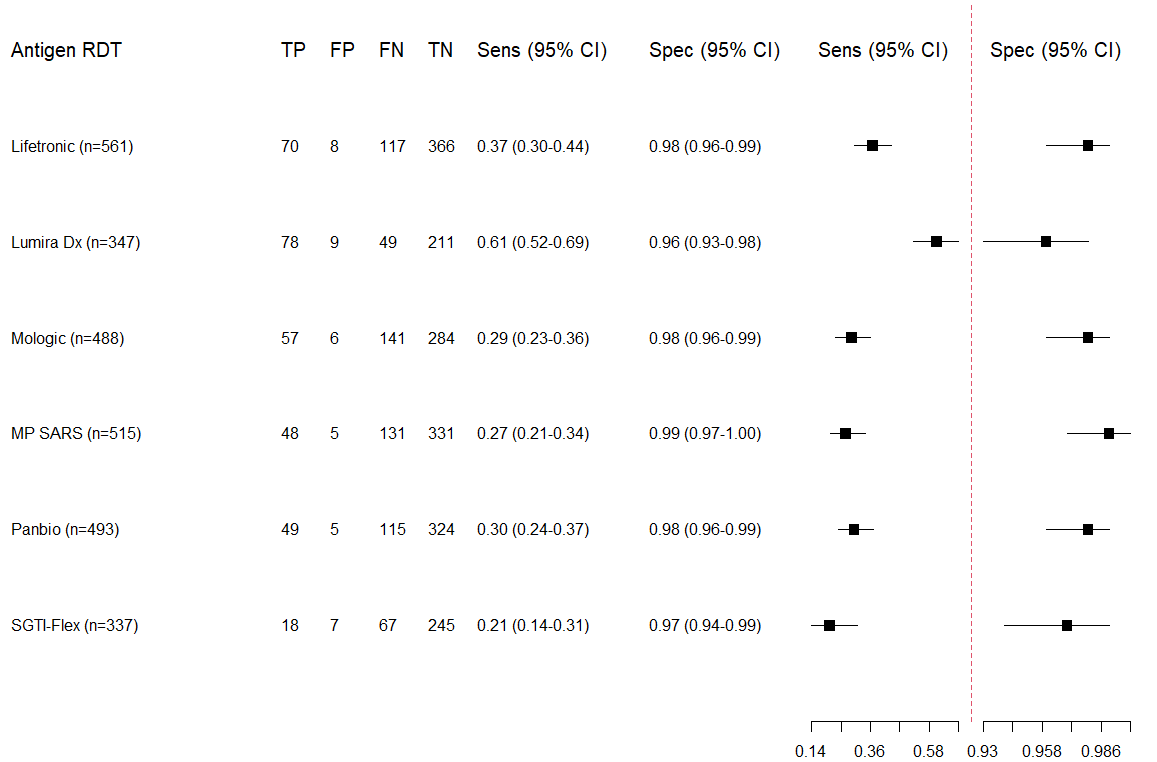 Antigen RDT TP FP FN TN Sens (95% CI) Spec (95% CI) Sens (95% CI) Spec (95% CI)
Lifetronic (n=561) 70 8 117 366 0.37 (0.30-0.44) 0.98 (0.96-0.99)
Lumira Dx (n=347) 78 9 49 211 0.61 (0.52-0.69) 0.96 (0.93-0.98)
Mologic (n=488) 57 6 141 284 0.29 (0.23-0.36) 0.98 (0.96-0.99)
MP SARS (n=515) 48 5 131 331 0.27 (0.21-0.34) 0.99 (0.97-1.00)
Panbio (n=493) 49 5 115 324 0.30 (0.24-0.37) 0.98 (0.96-0.99)
SGTI-Flex (n=337) 18 7 67 245 0.21 (0.14-0.31) 0.97 (0.94-0.99)
0.14 0.36 0.58 0.93 0.958 0.986